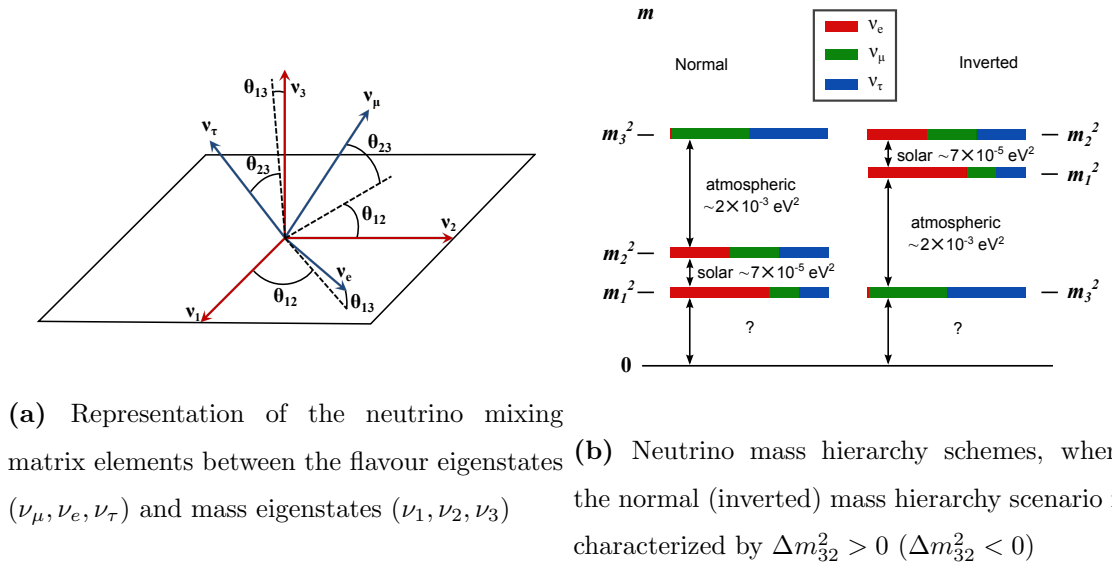 θ13
ν3
νμ
ντ
θ23
θ23
θ12
ν2
νe
θ12
θ13
ν1
m
νe
νμ
ντ
Normal
Inverted
m3²
m2²
solar ~7×10⁻⁵ eV²
m1²
atmospheric
~2×10⁻³ eV²
atmospheric
~2×10⁻³ eV²
m2²
solar ~7×10⁻⁵ eV²
m1²
m3²
?
?
0
(a) Representation of the neutrino mixing
matrix elements between the flavour eigenstates
(νμ, νe, ντ) and mass eigenstates (ν1, ν2, ν3)
(b) Neutrino mass hierarchy schemes, wher
the normal (inverted) mass hierarchy scenario
characterized by Δm²32 > 0 (Δm²32 < 0)